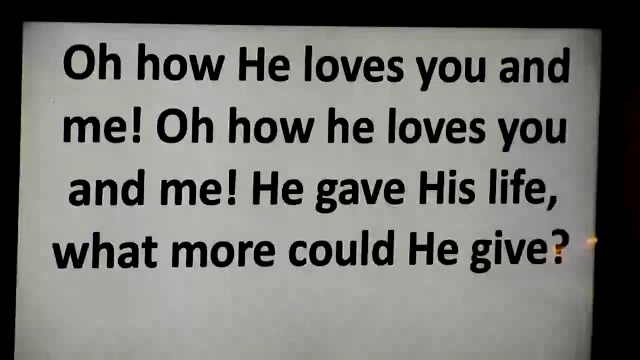 Oh how He loves you and
me! Oh how he loves you
and me! He gave His life,
what more could He give?